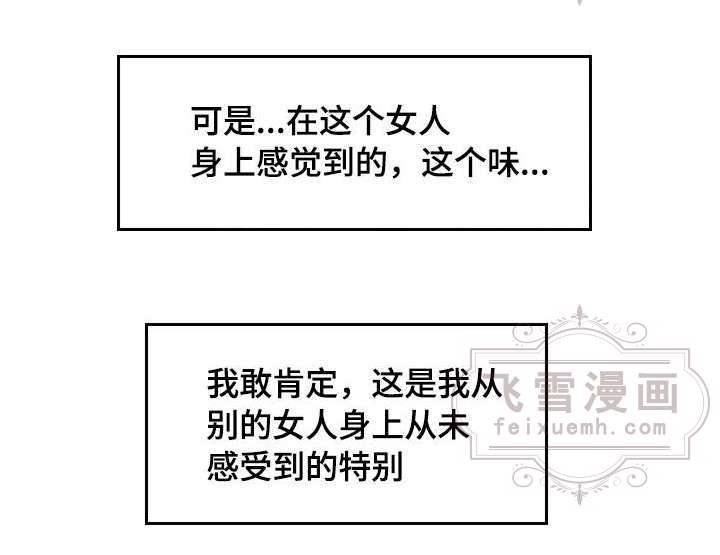 可是...在这个女人
身上感觉到的，这个味...
我敢肯定，这是我从
别的女人身上从未
感受到的特别
飞雪漫画
feixuemh.com